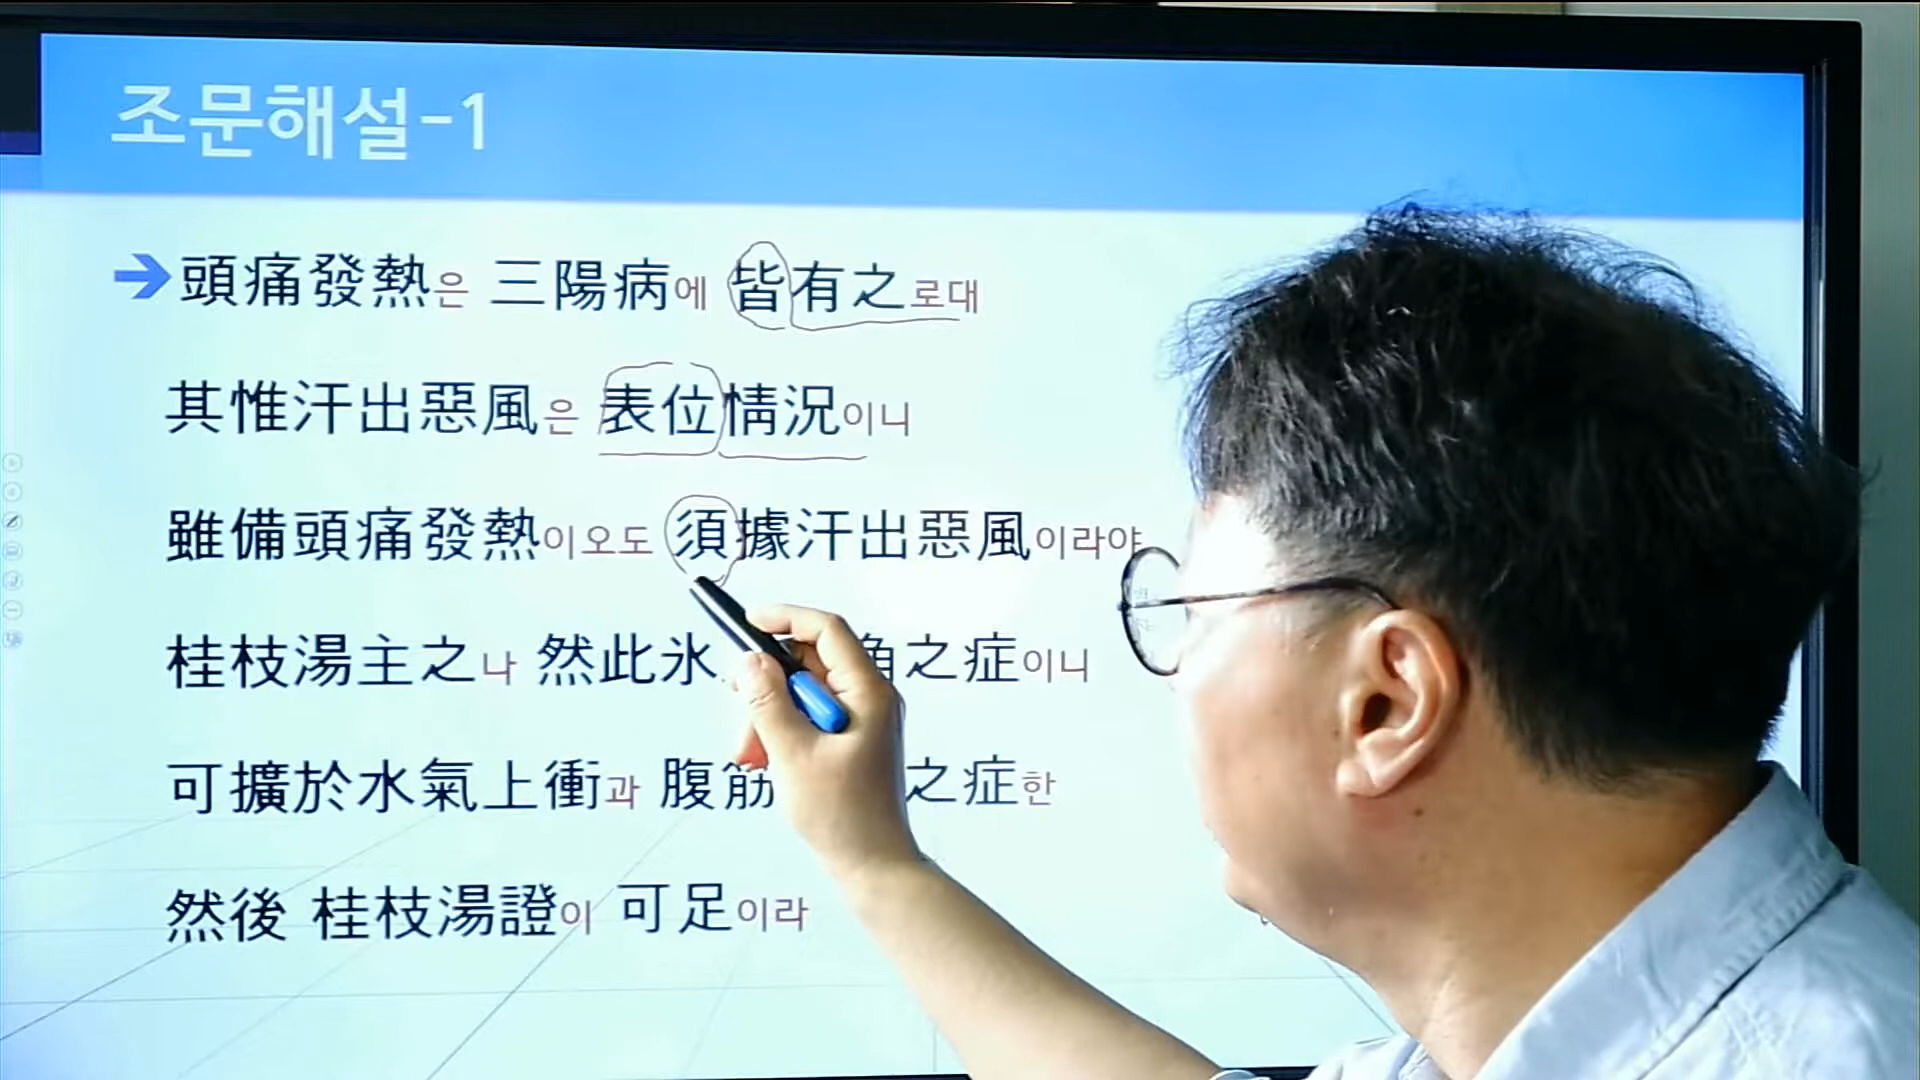 조문해설-1
頭痛發熱은 三陽病에 皆有之로대
其惟汗出惡風은 表位情況이니
雖備頭痛發熱이오도 須據汗出惡風이라야
桂枝湯主之나 然此氷 角之症이니
可擴於水氣上衝과 腹筋 之症한
然後 桂枝湯證이 可足이라